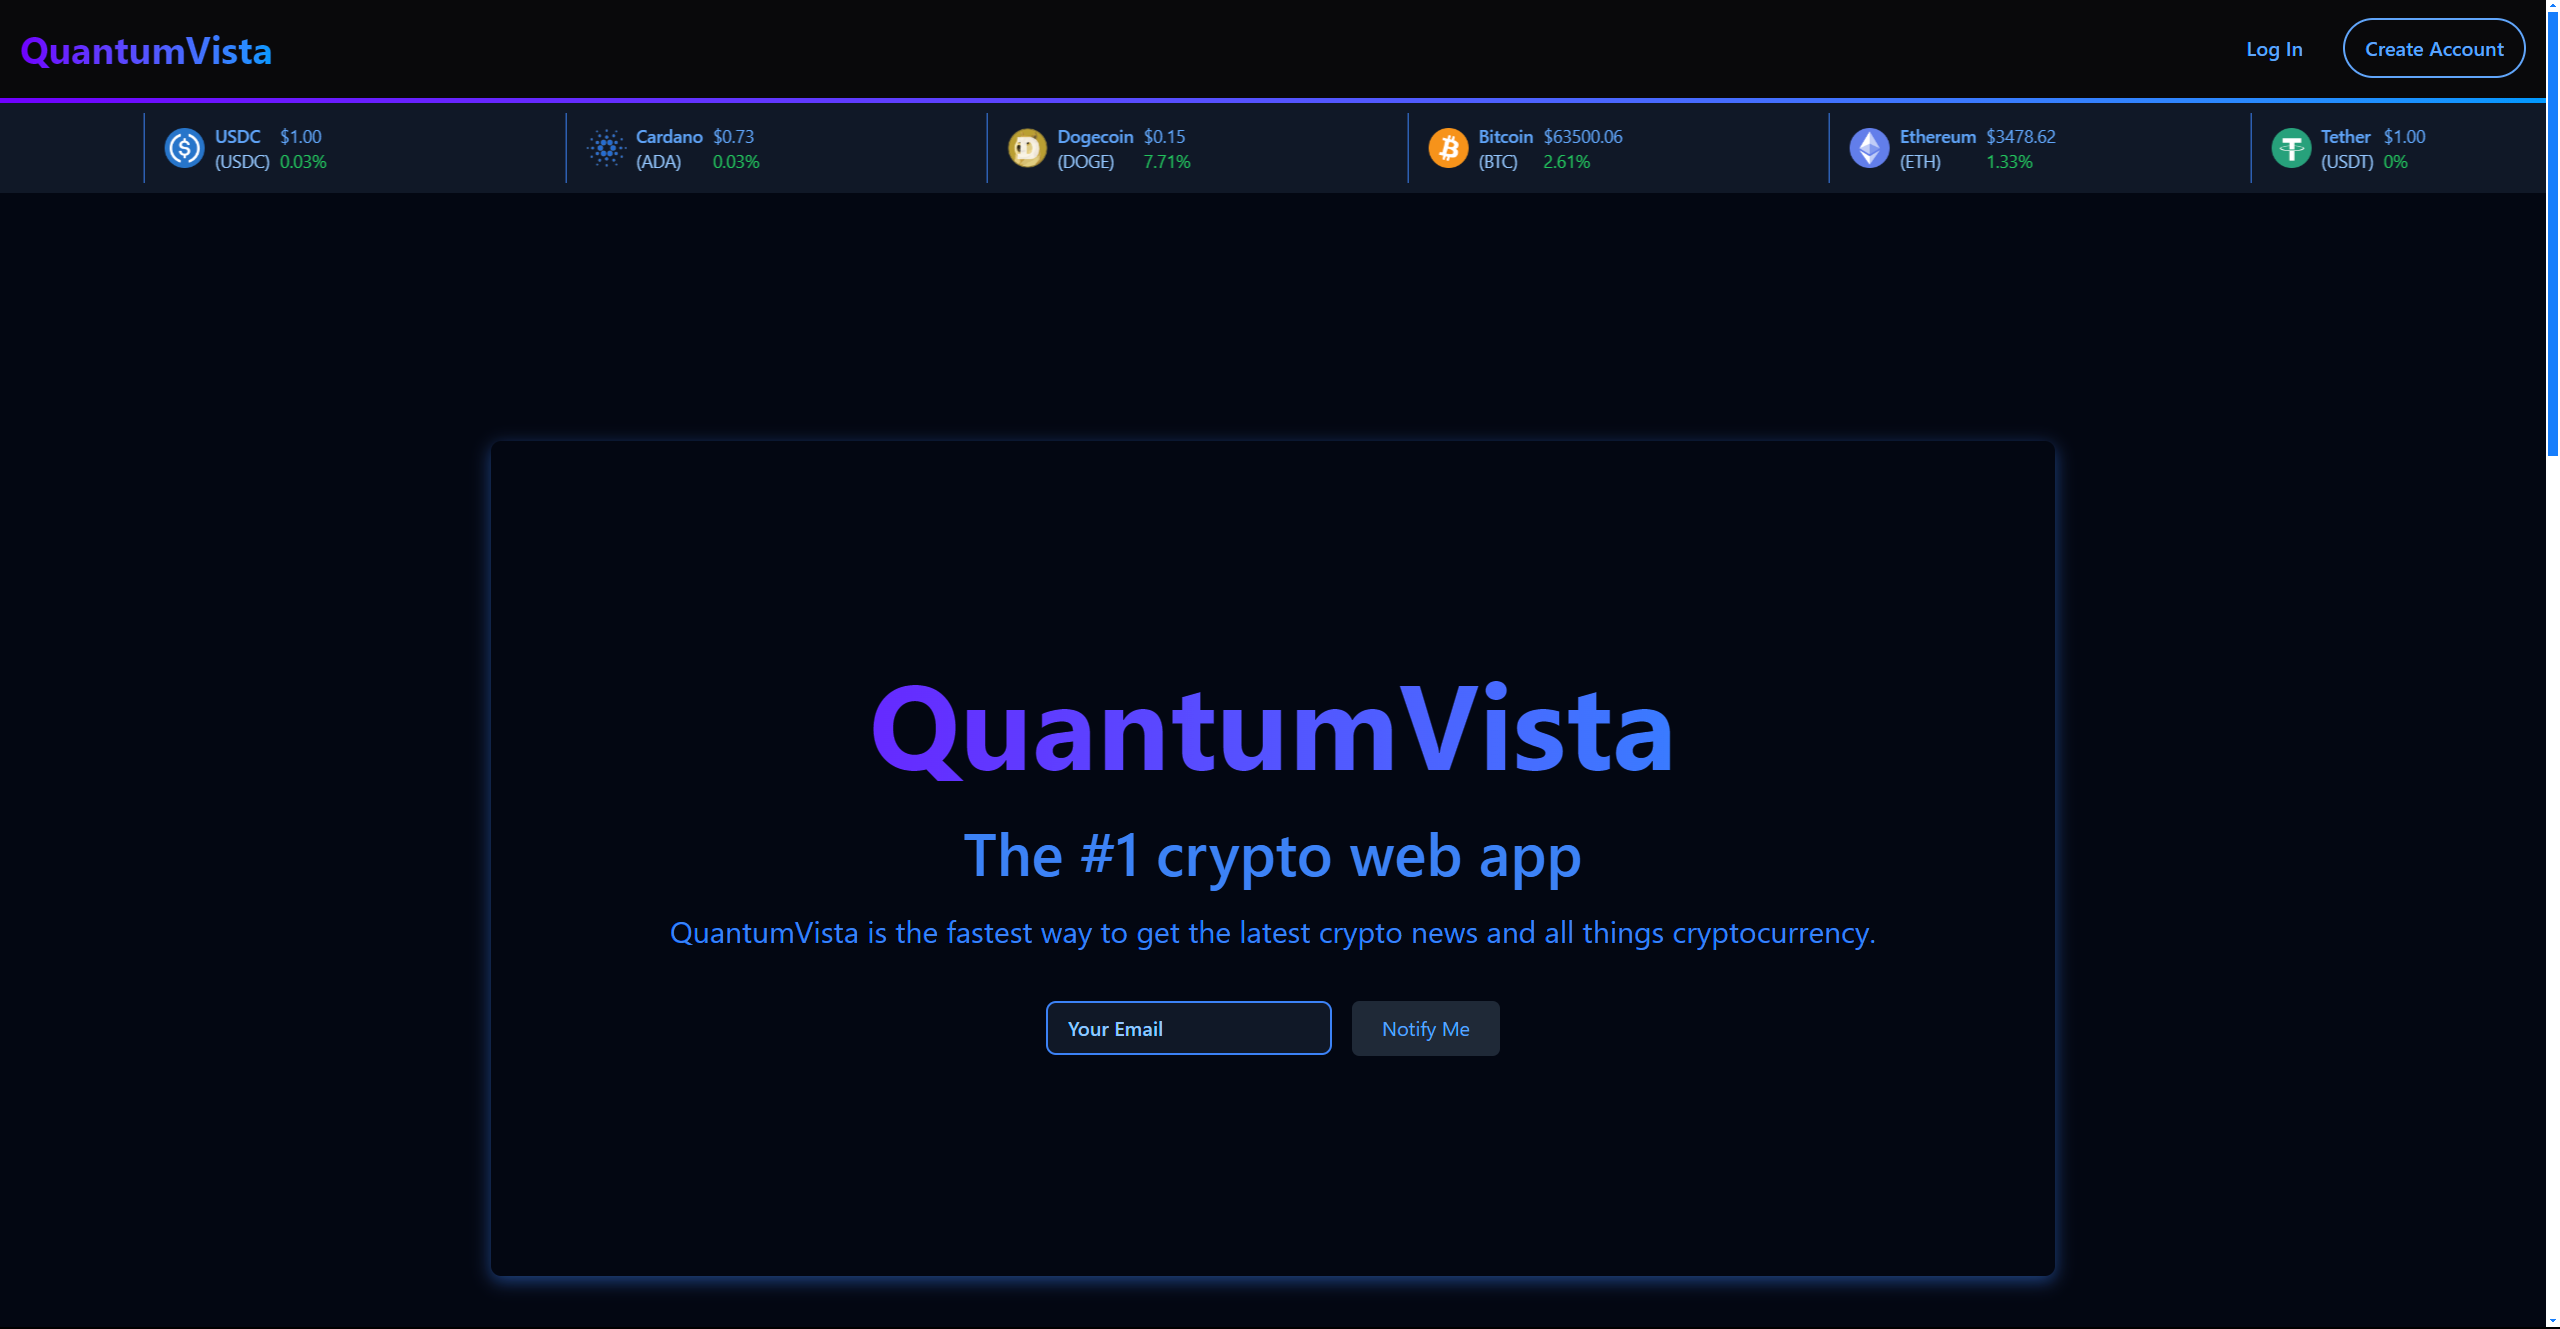 QuantumVista
Log In
Create Account
USDC $1.00
(USDC) 0.03%
Cardano $0.73
(ADA) 0.03%
Dogecoin $0.15
(DOGE) 7.71%
Bitcoin $63500.06
(BTC) 2.61%
Ethereum $3478.62
(ETH) 1.33%
Tether $1.00
(USDT) 0%
QuantumVista
The #1 crypto web app
QuantumVista is the fastest way to get the latest crypto news and all things cryptocurrency.
Your Email
Notify Me